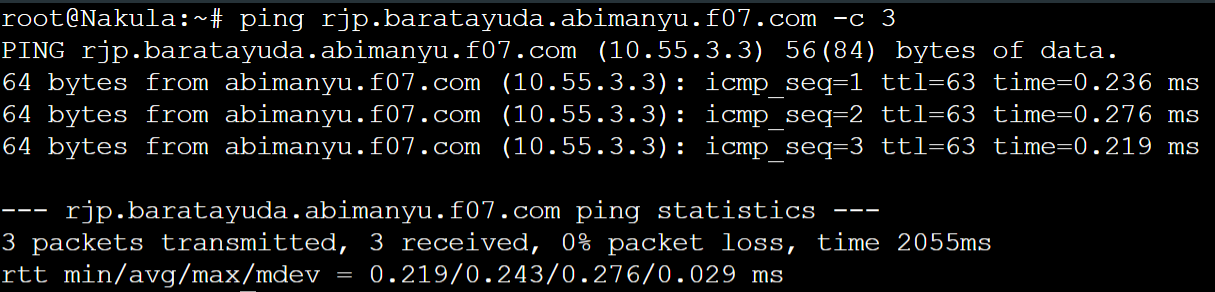 root@Nakula:~# ping rjp.baratayuda.abimanyu.f07.com -c 3
PING rjp.baratayuda.abimanyu.f07.com (10.55.3.3) 56(84) bytes of data.
64 bytes from abimanyu.f07.com (10.55.3.3): icmp_seq=1 ttl=63 time=0.236 ms
64 bytes from abimanyu.f07.com (10.55.3.3): icmp_seq=2 ttl=63 time=0.276 ms
64 bytes from abimanyu.f07.com (10.55.3.3): icmp_seq=3 ttl=63 time=0.219 ms
--- rjp.baratayuda.abimanyu.f07.com ping statistics ---
3 packets transmitted, 3 received, 0% packet loss, time 2055ms
rtt min/avg/max/mdev = 0.219/0.243/0.276/0.029 ms